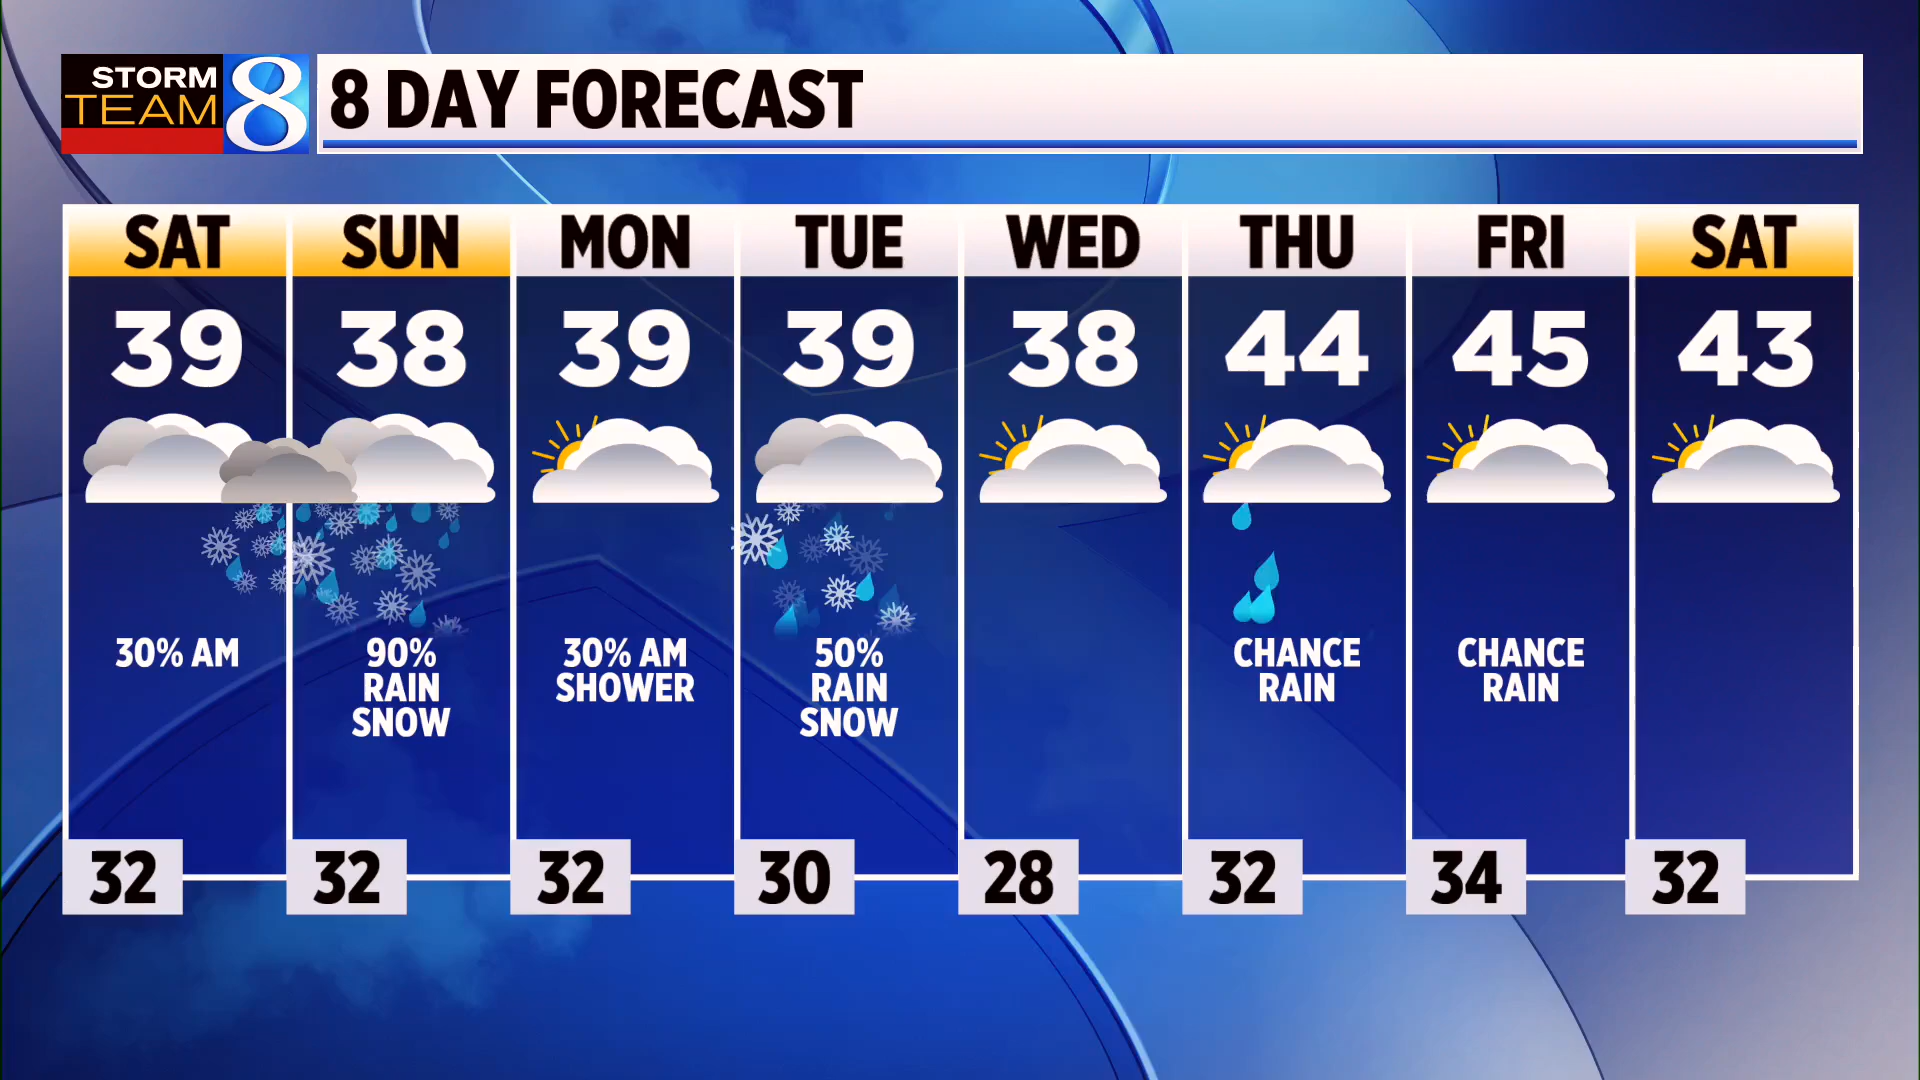 STORM
TEAM
8
8 DAY FORECAST
SAT SUN MON TUE WED THU FRI SAT
39 38 39 39 38 44 45 43
30% AM
90%
RAIN
SNOW
30% AM
SHOWER
50%
RAIN
SNOW
CHANCE
RAIN
CHANCE
RAIN
32 32 32 30 28 32 34 32